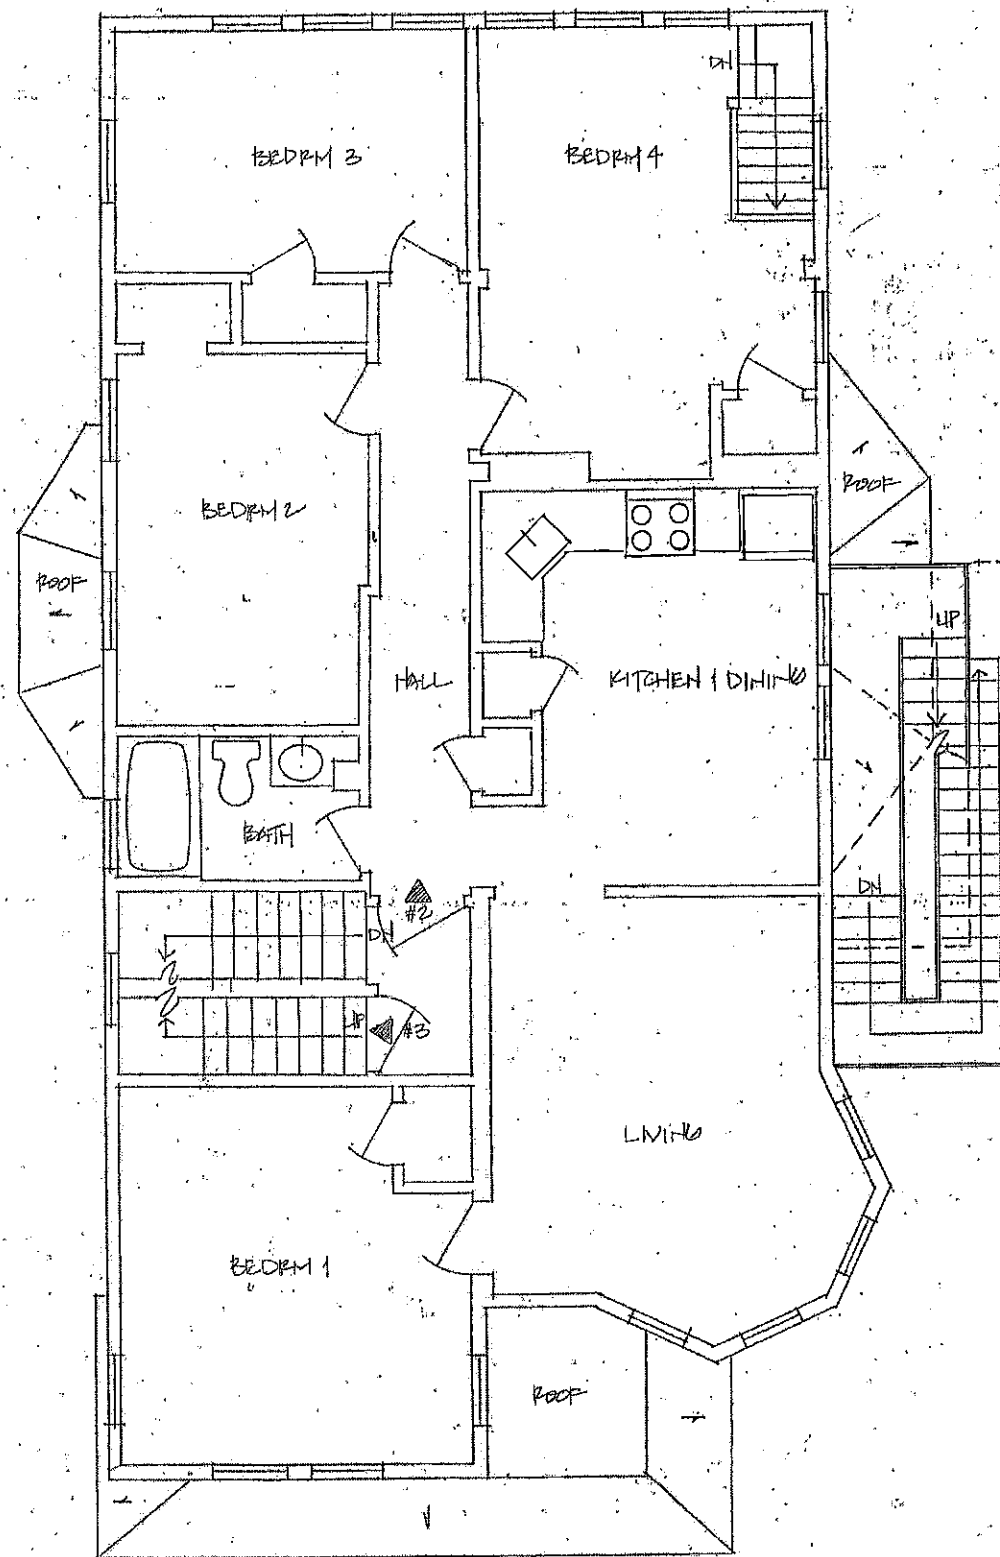 DN
BEDRM 3
BEDRM 4
ROOF
BEDRM 2
ROOF
UP
HALL
KITCHEN / DINING
BATH
DN
#2
DN
UP
#3
LIVING
BEDRM 1
ROOF